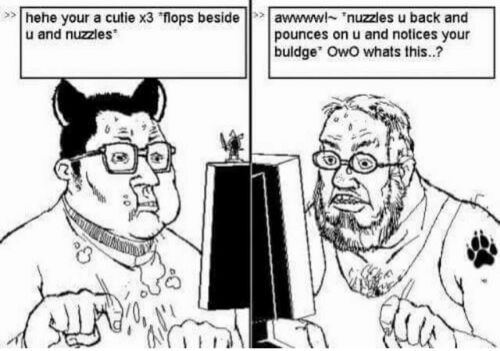 >> hehe your a cutie x3 *flops beside
u and nuzzles*
>> awwww!~ *nuzzles u back and
pounces on u and notices your
buldge* OwO whats this..?